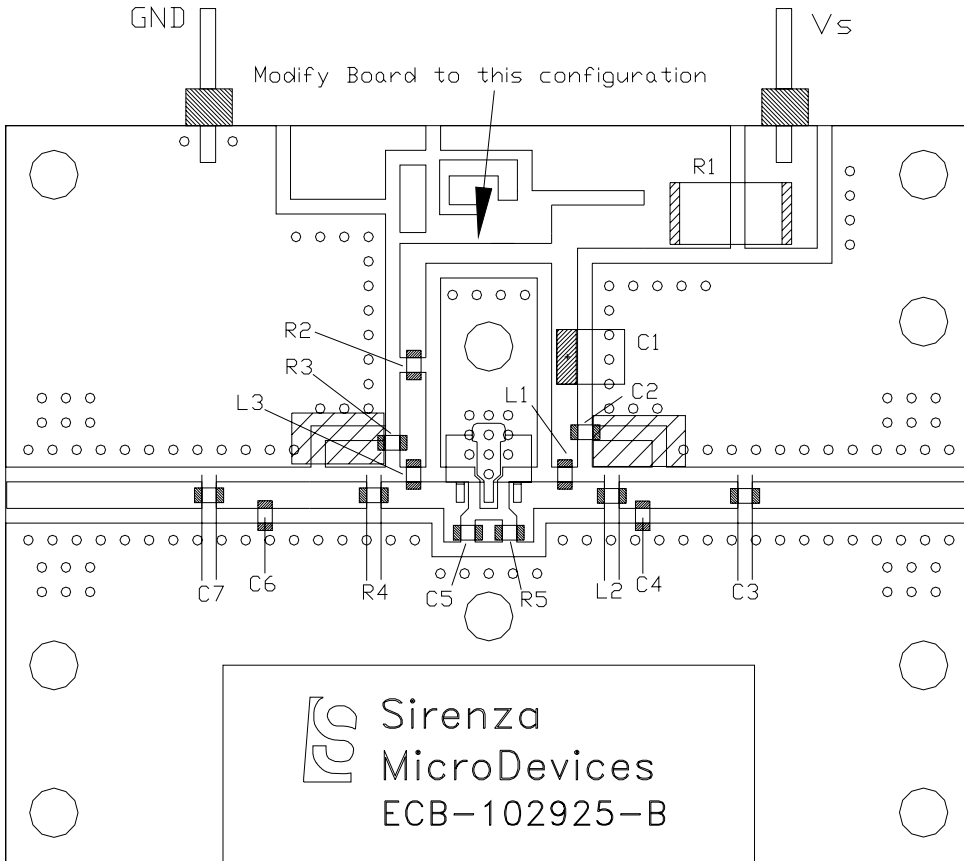 GND
Vs
Modify Board to this configuration
R1
R2
C1
R3
C2
L3
L1
C7
C6
R4
C5
R5
L2
C4
C3
Sirenza
MicroDevices
ECB-102925-B